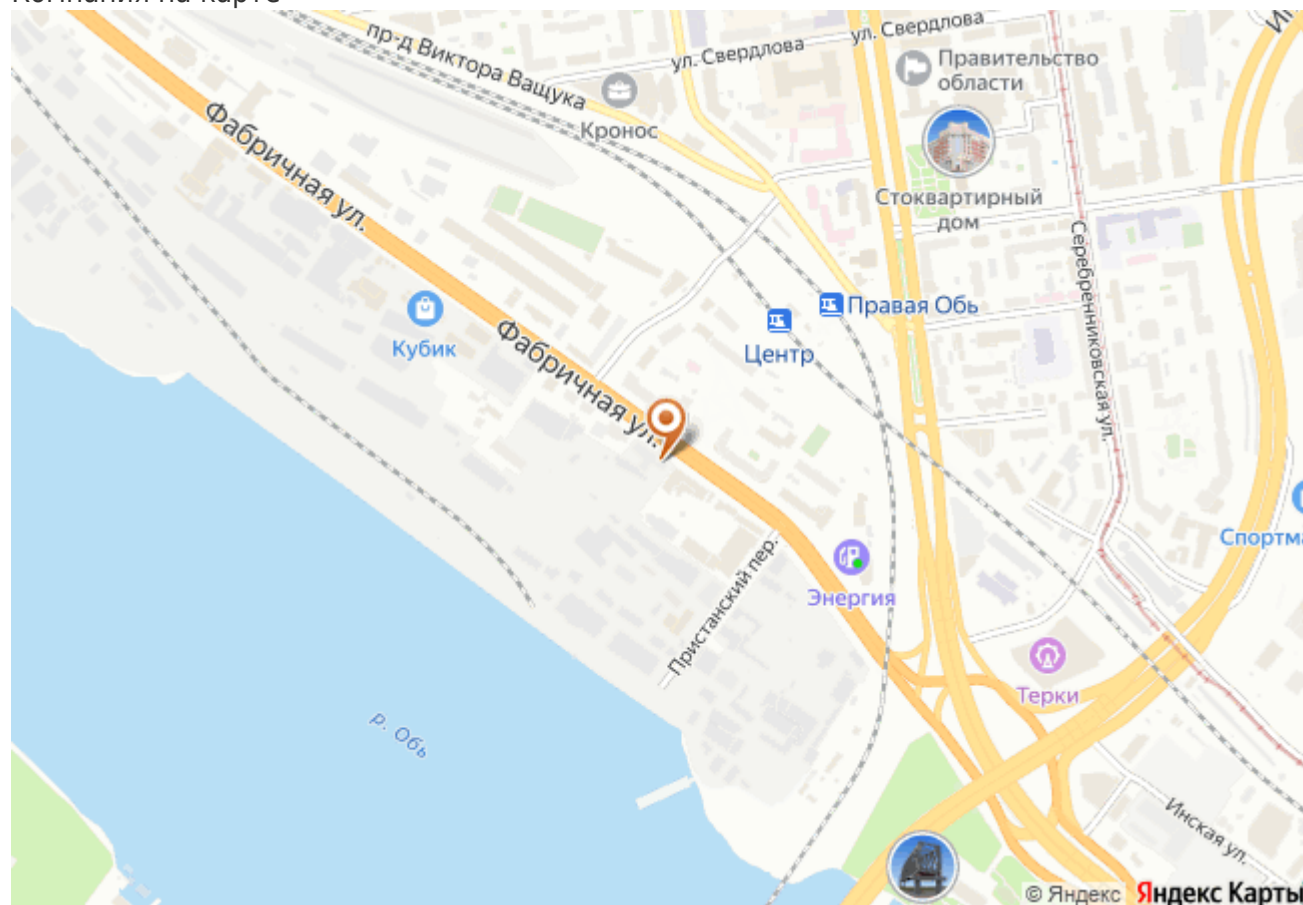 пр-д Виктора Ващука
ул. Свердлова
ул. Свердлова
Правительство
области
Кронос
Фабричная ул.
Стоквартирный
дом
Серебренниковская ул.
Правая Обь
Центр
Кубик
Фабричная ул.
Спортма
Энергия
Пристанский пер.
Терки
р. Обь
Инская ул.
© Яндекс Яндекс Карты